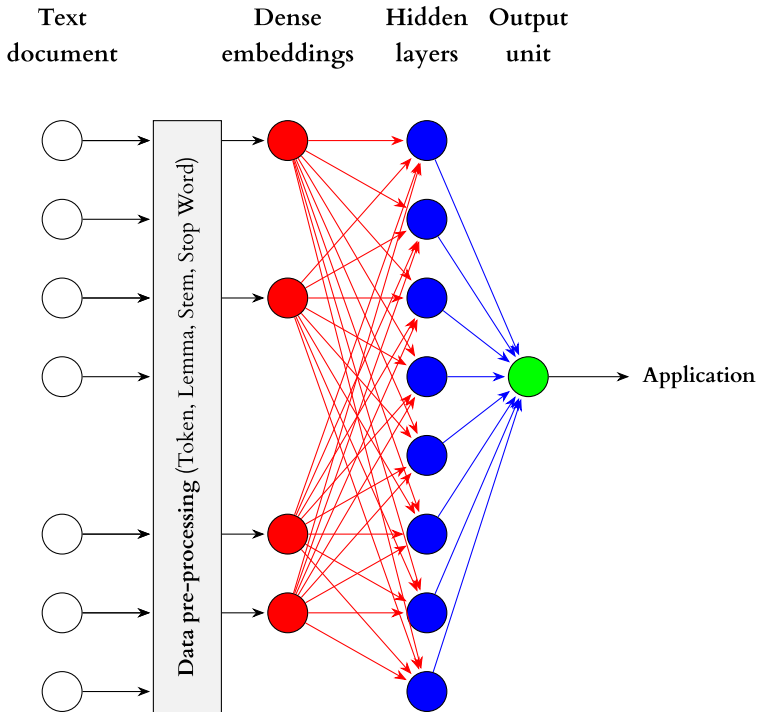 Text
document
Dense
embeddings
Hidden
layers
Output
unit
Data pre-processing (Token, Lemma, Stem, Stop Word)
Application